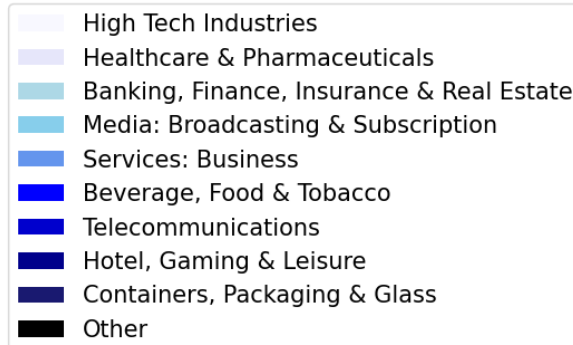 High Tech Industries
Healthcare & Pharmaceuticals
Banking, Finance, Insurance & Real Estate
Media: Broadcasting & Subscription
Services: Business
Beverage, Food & Tobacco
Telecommunications
Hotel, Gaming & Leisure
Containers, Packaging & Glass
Other